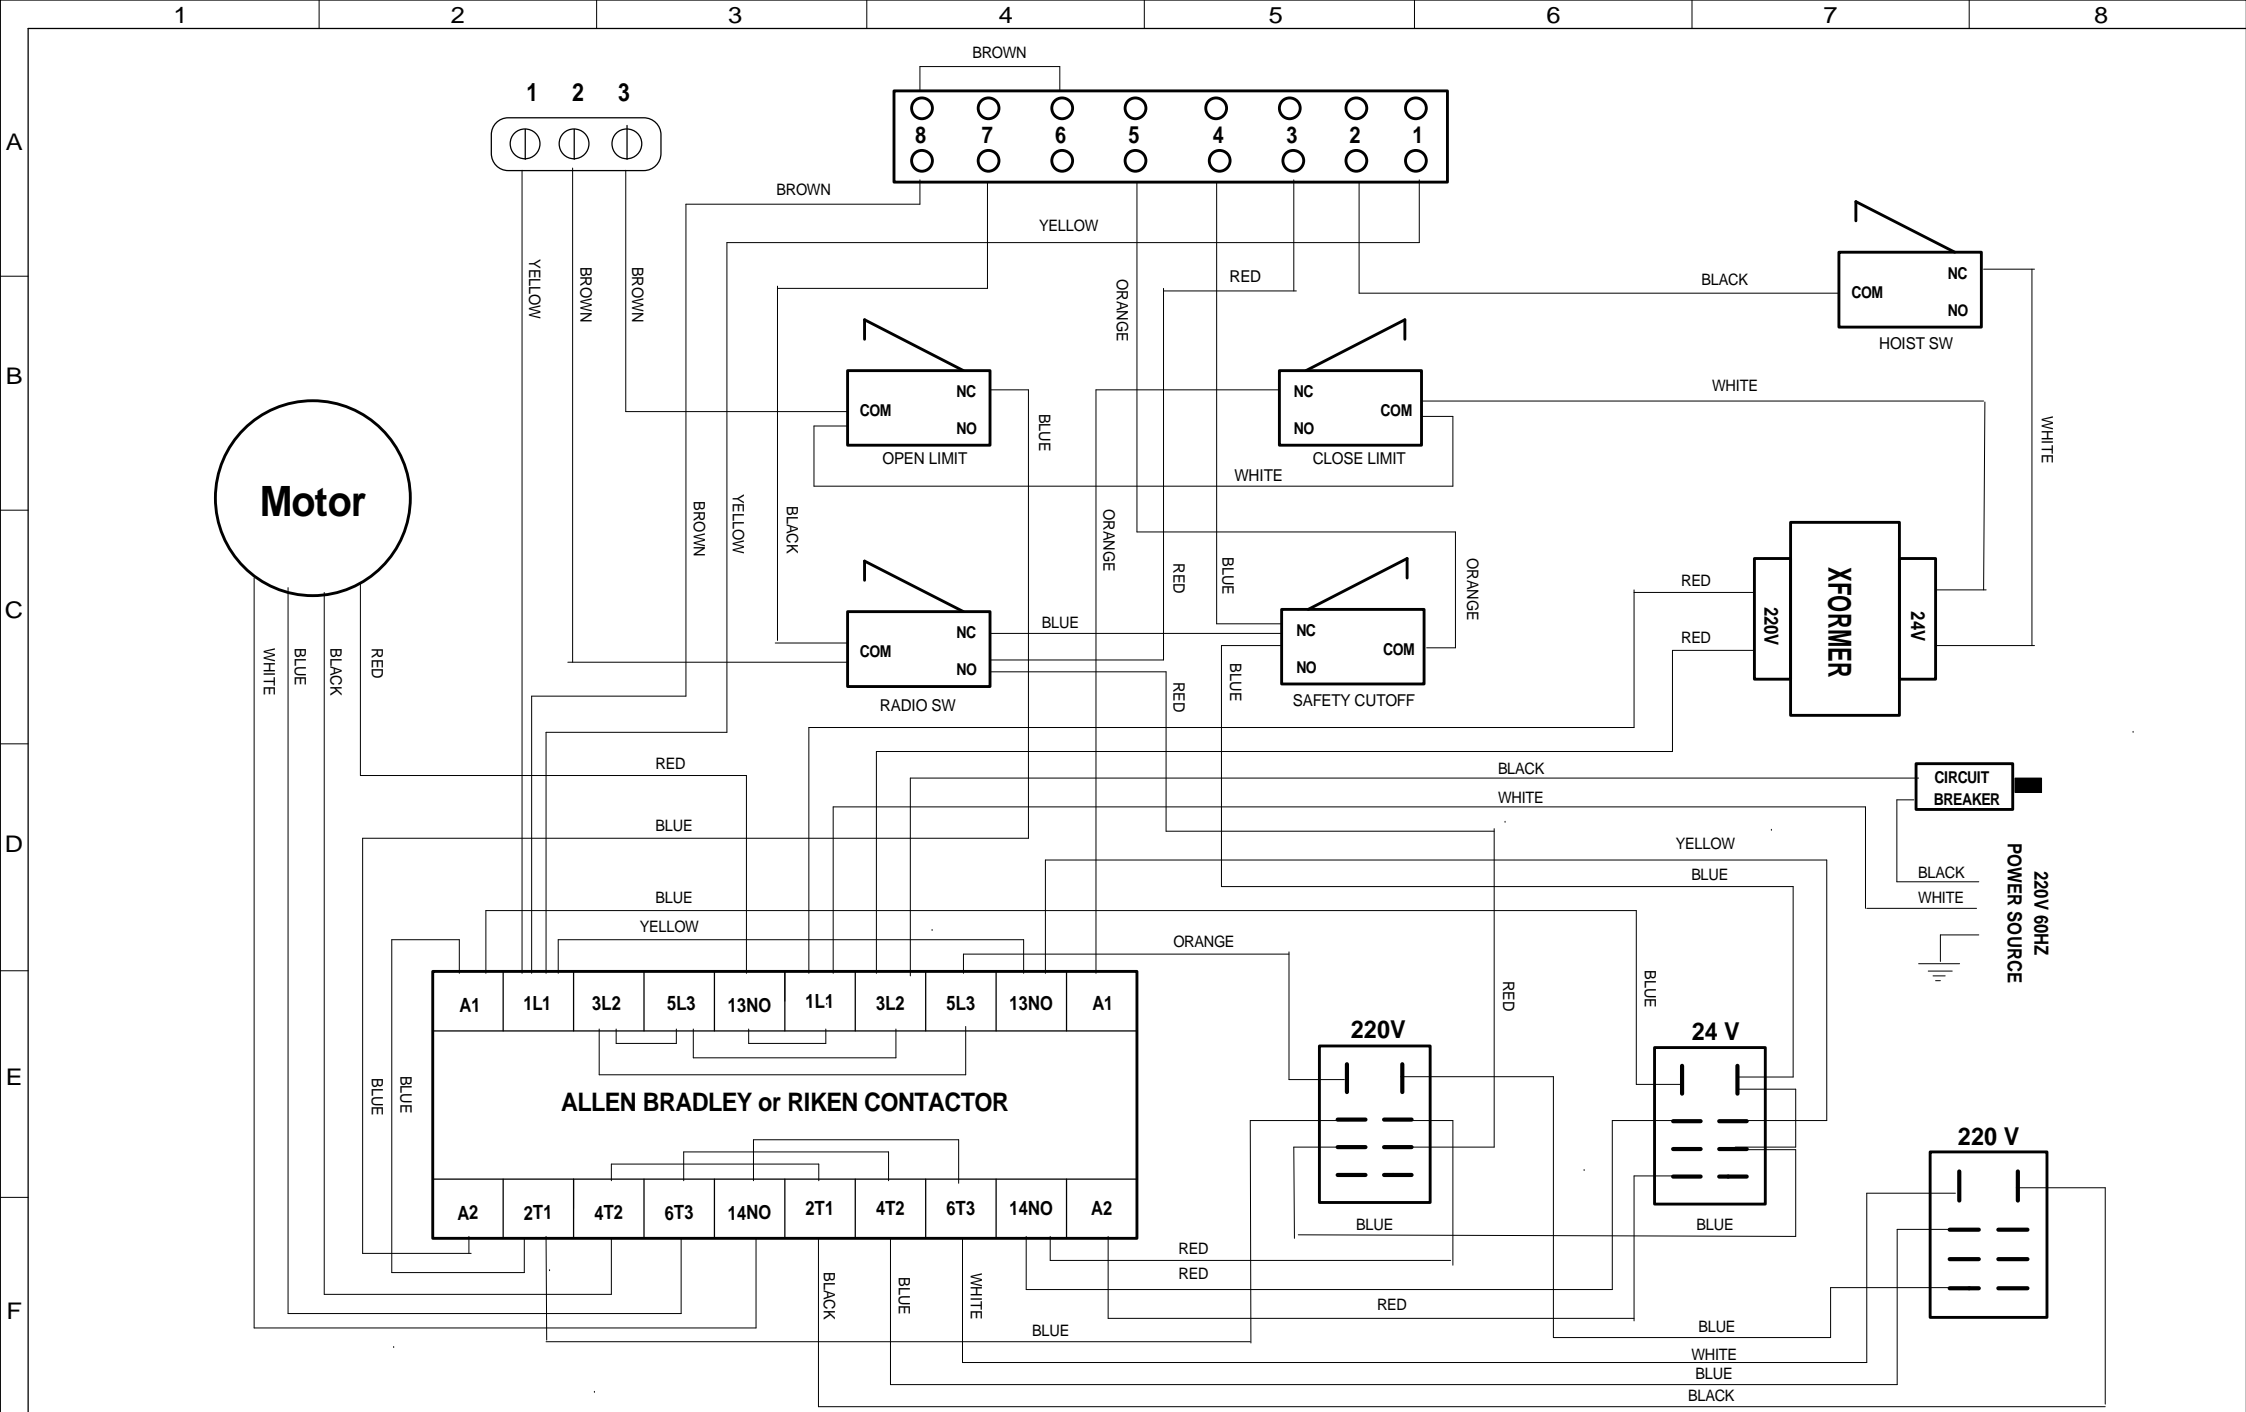 1 2 3 4 5 6 7 8
BROWN
1 2 3
A
8 7 6 5 4 3 2 1
BROWN
YELLOW
YELLOW
BROWN
BROWN
RED
ORANGE
BLACK
COM
NC
NO
HOIST SW
B
COM
NC
NO
OPEN LIMIT
BLUE
NC
NO
COM
CLOSE LIMIT
WHITE
WHITE
WHITE
Motor
BROWN
YELLOW
BLACK
ORANGE
RED
BLUE
ORANGE
C
COM
NC
NO
RADIO SW
BLUE
NC
NO
COM
SAFETY CUTOFF
RED
RED
220V
XFORMER
24V
WHITE
BLUE
BLACK
RED
RED
BLUE
RED
BLACK
WHITE
CIRCUIT
BREAKER
D
BLUE
YELLOW
BLUE
BLACK
WHITE
220V 60HZ
POWER SOURCE
BLUE
YELLOW
ORANGE
RED
BLUE
A1 1L1 3L2 5L3 13NO 1L1 3L2 5L3 13NO A1
220V
24 V
E
BLUE
BLUE
ALLEN BRADLEY or RIKEN CONTACTOR
220 V
A2 2T1 4T2 6T3 14NO 2T1 4T2 6T3 14NO A2
BLUE
BLUE
RED
RED
F
BLACK
BLUE
WHITE
RED
BLUE
BLUE
WHITE
BLUE
BLACK